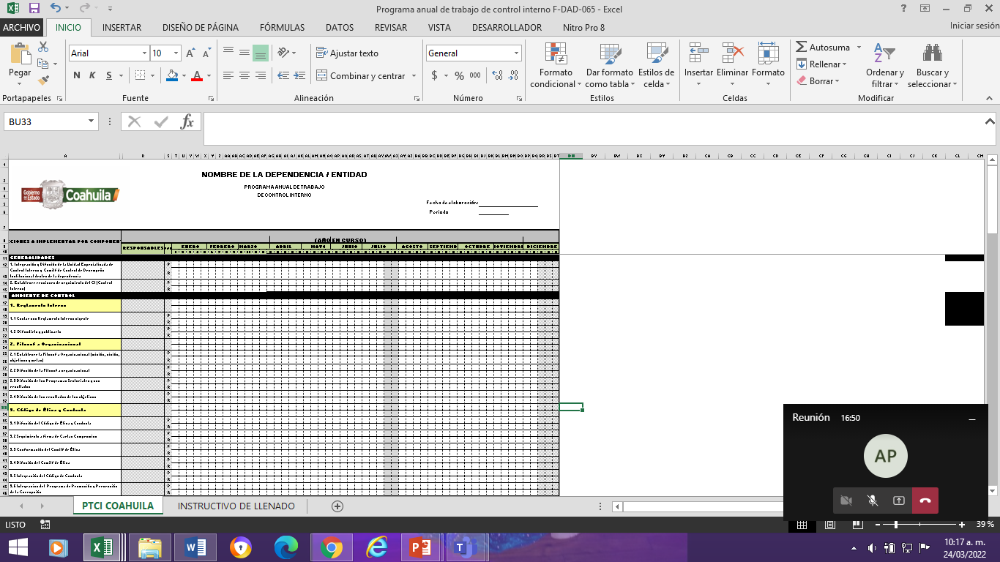 Programa anual de trabajo de control interno F-DAD-065 - Excel
ARCHIVO INICIO INSERTAR DISEÑO DE PÁGINA FÓRMULAS DATOS REVISAR VISTA DESARROLLADOR Nitro Pro 8 Iniciar sesión
Arial 10 Ajustar texto General Autosuma
Pegar Rellenar
N K S Combinar y centrar $ % 000 Borrar
Formato condicional Dar formato como tabla Estilos de celda Insertar Eliminar Formato Ordenar y filtrar Buscar y seleccionar
Portapapeles Fuente Alineación Número Estilos Celdas Modificar
BU33 fx
NOMBRE DE LA DEPENDENCIA / ENTIDAD
PROGRAMA ANUAL DE TRABAJO
DE CONTROL INTERNO
Gobierno de Estado Coahuila
Fecha de elaboración:
Periodo
(AÑO EN CURSO)
CIONES A IMPLEMENTAR POR COMPONEN
RESPONSABLES
ENERO FEBRERO MARZO ABRIL MAYO JUNIO JULIO AGOSTO SEPTIEMB OCTUBRE NOVIEMBRE DICIEMBRE
GENERALIDADES
1. Integración y Difusión de la Unidad Especializada de
Control Interno y Comité de Control de Desempeño
Institucional dentro de la dependencia
2. Establecer reuniones de seguimiento del CI (Control
Interno)
AMBIENTE DE CONTROL
1. Reglamento Interno
1.1 Contar con Reglamento Interno vigente
1.2 Difundirlo y publicarlo
2. Filosofía Organizacional
2.1 Establecer la Filosofía Organizacional (misión, visión,
objetivos y metas)
2.2 Difusión de la Filosofía organizacional
2.3 Difusión de los Programas Sectoriales y sus
resultados
2.4 Difusión de los resultados de los objetivos
3. Código de Ética y Conducta
3.1 Difusión del Código de Ética y Conducta
3.2 Seguimiento a firma de Cartas Compromiso
3.3 Conformación del Comité de Ética
3.4 Difusión del Comité de Ética
3.5 Integración del Código de Conducta
3.6 Integración del Programa de Promoción y Prevención
de la Corrupción
Reunión 16:50
AP
PTCI COAHUILA INSTRUCTIVO DE LLENADO
LISTO 39 %
10:17 a. m.
24/03/2022